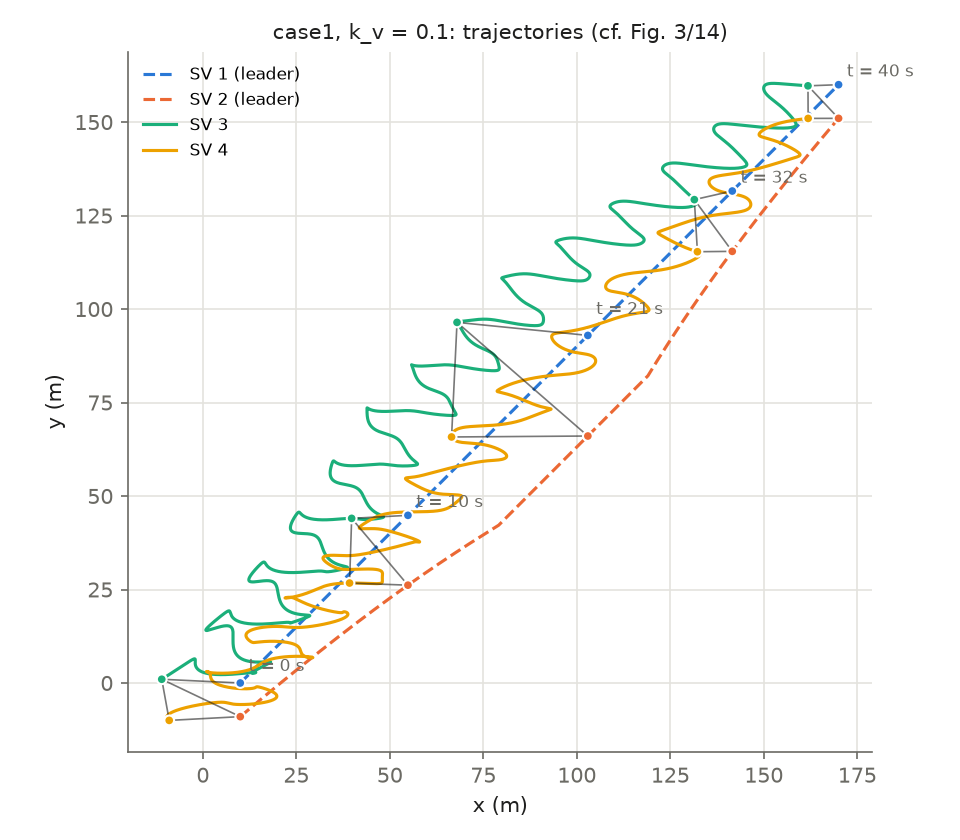 case1, k_v = 0.1: trajectories (cf. Fig. 3/14)
SV 1 (leader)
SV 2 (leader)
SV 3
SV 4
t = 40 s
t = 32 s
t = 21 s
t = 10 s
t = 0 s
150
125
100
75
50
25
0
y (m)
0 25 50 75 100 125 150 175
x (m)